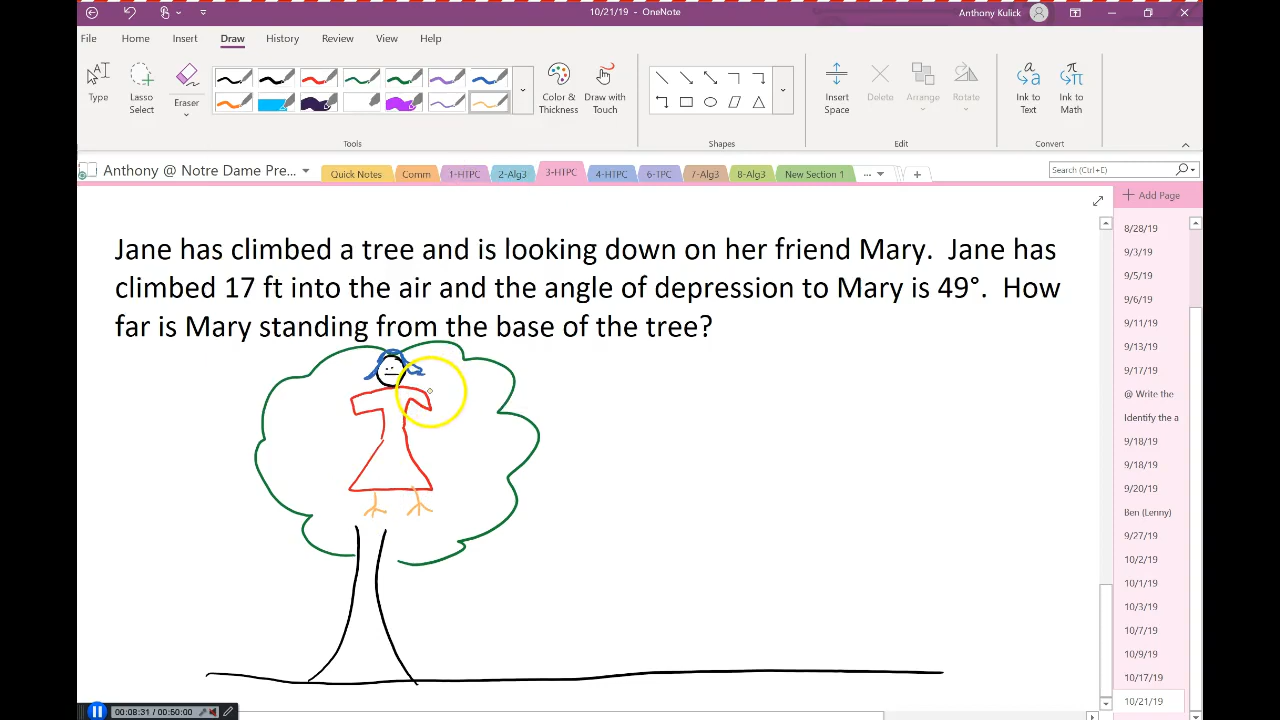 10/21/19 - OneNote
Anthony Kulick
File Home Insert Draw History Review View Help
Type
Lasso Select
Eraser
Color & Thickness
Draw with Touch
Insert Space
Delete
Arrange
Rotate
Ink to Text
Ink to Math
Tools Shapes Edit Convert
Anthony @ Notre Dame Pre...
Quick Notes Comm 1-HTPC 2-Alg3 3-HTPC 4-HTPC 6-TPC 7-Alg3 8-Alg3 New Section 1 ... +
Search (Ctrl+E)
+ Add Page
Jane has climbed a tree and is looking down on her friend Mary. Jane has
climbed 17 ft into the air and the angle of depression to Mary is 49°. How
far is Mary standing from the base of the tree?
8/28/19
9/3/19
9/5/19
9/6/19
9/11/19
9/13/19
9/17/19
@ Write the
Identify the a
9/18/19
9/18/19
9/20/19
Ben (Lenny)
9/27/19
10/2/19
10/1/19
10/3/19
10/7/19
10/9/19
10/17/19
10/21/19
00:08:31 / 00:50:00